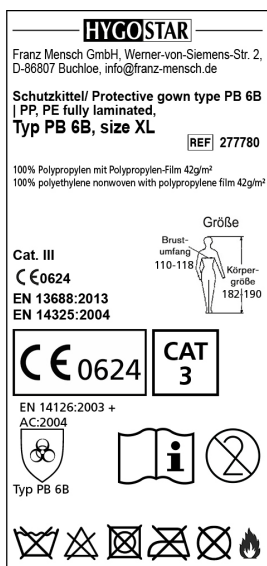 HYGOSTAR
Franz Mensch GmbH, Werner-von-Siemens-Str. 2,
D-86807 Buchloe, info@franz-mensch.de
Schutzkittel/ Protective gown type PB 6B
| PP, PE fully laminated,
Typ PB 6B, size XL
REF 277780
100% Polypropylen mit Polypropylen-Film 42g/m²
100% polyethylene nonwoven with polypropylene film 42g/m²
Größe
Brust-
umfang
110-118
Körper-
größe
182-190
Cat. III
CE0624
EN 13688:2013
EN 14325:2004
CE 0624
CAT
3
EN 14126:2003 +
AC:2004
Typ PB 6B
i
2